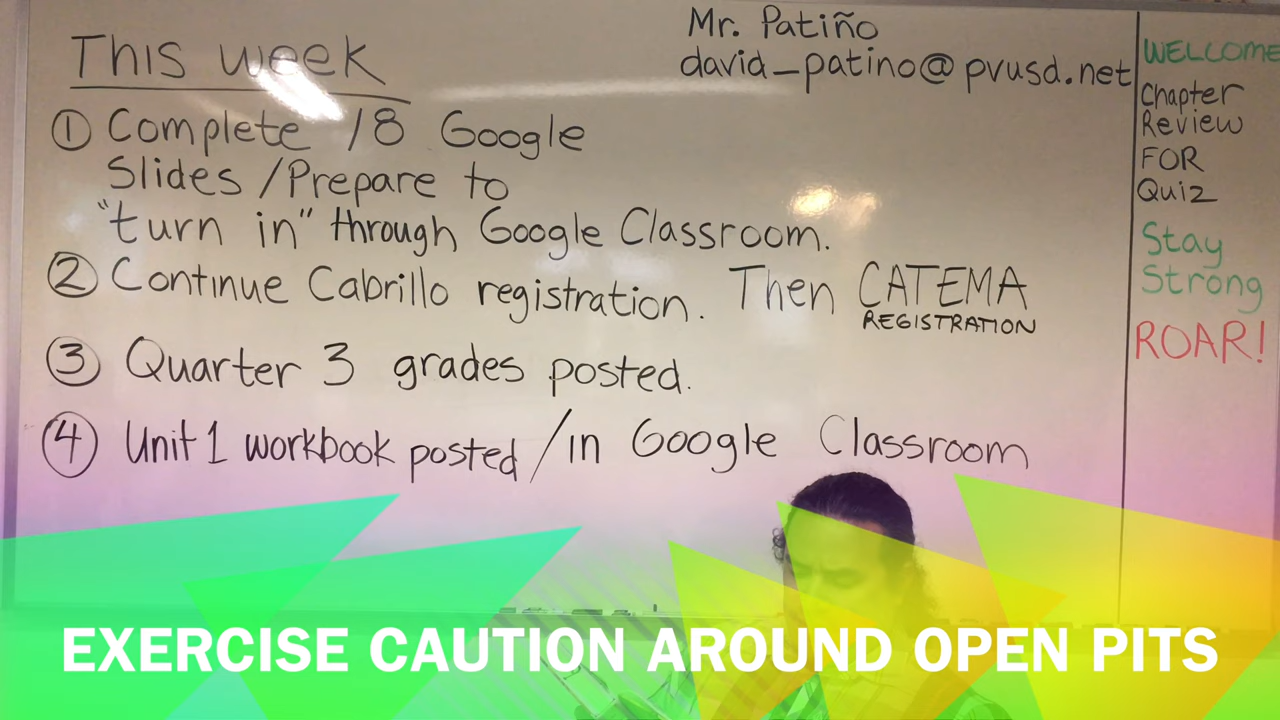 This week
① Complete /8 Google
Slides /Prepare to
"turn in" through Google Classroom.
② Continue Cabrillo registration. Then CATEMA
REGISTRATION
③ Quarter 3 grades posted.
④ Unit 1 workbook posted /in Google Classroom
Mr. Patiño
david_patino@pvusd.net
WELCOME
Chapter
Review
FOR
Quiz
Stay
Strong
ROAR!
EXERCISE CAUTION AROUND OPEN PITS